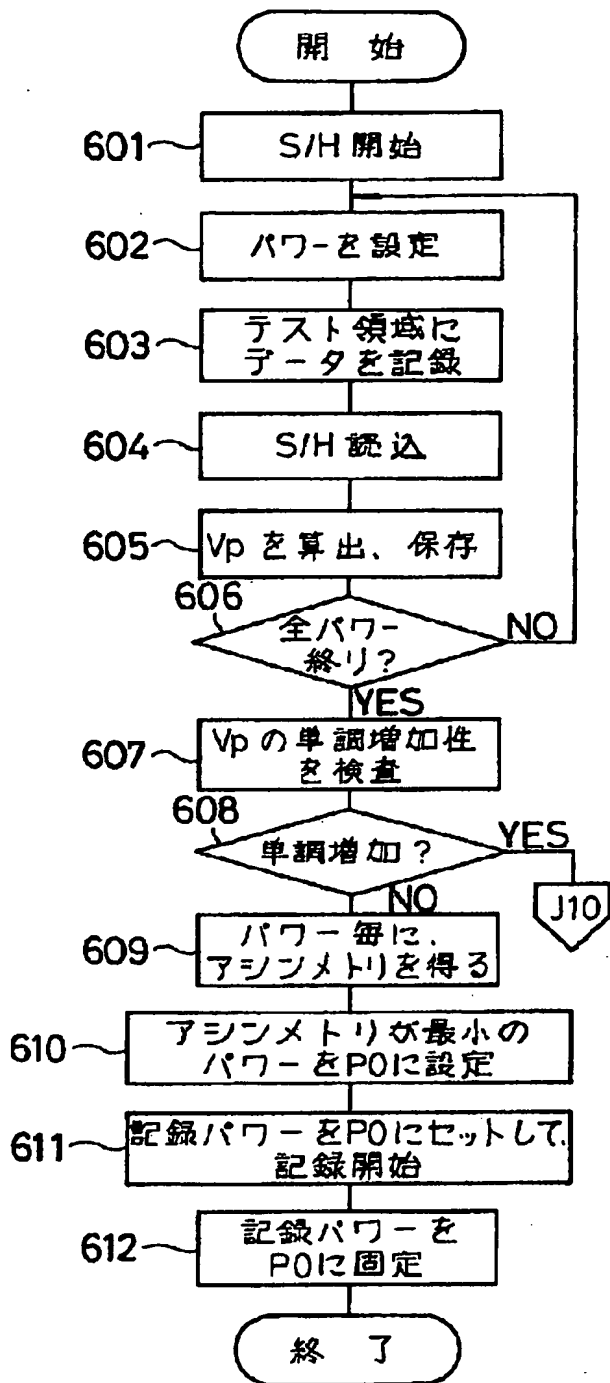 開 始
601
S/H 開始
602
パワーを設定
603
テスト領域に
データを記録
604
S/H 読込
605
Vp を算出、保存
606
全パワー
終り?
NO
YES
607
Vp の単調増加性
を検査
608
単調増加?
YES
J10
NO
609
パワー毎に、
アシンメトリを得る
610
アシンメトリが最小の
パワーをP0に設定
611
記録パワーをP0にセットして、
記録開始
612
記録パワーを
P0に固定
終 了